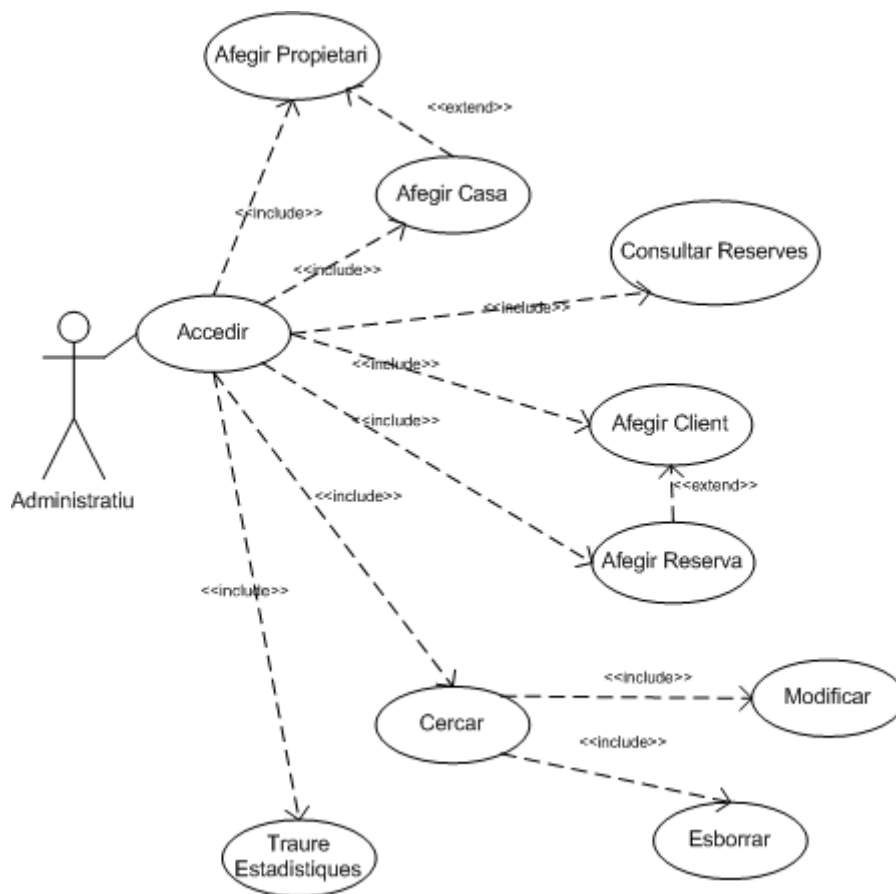 Afegir Propietari
<<extend>>
Afegir Casa
<<include>>
<<include>>
Consultar Reserves
<<include>>
Accedir
<<include>>
<<include>>
Afegir Client
<<extend>>
Administratiu
<<include>>
Afegir Reserva
<<include>>
<<include>>
Modificar
Cercar
<<include>>
Esborrar
Traure
Estadistiques